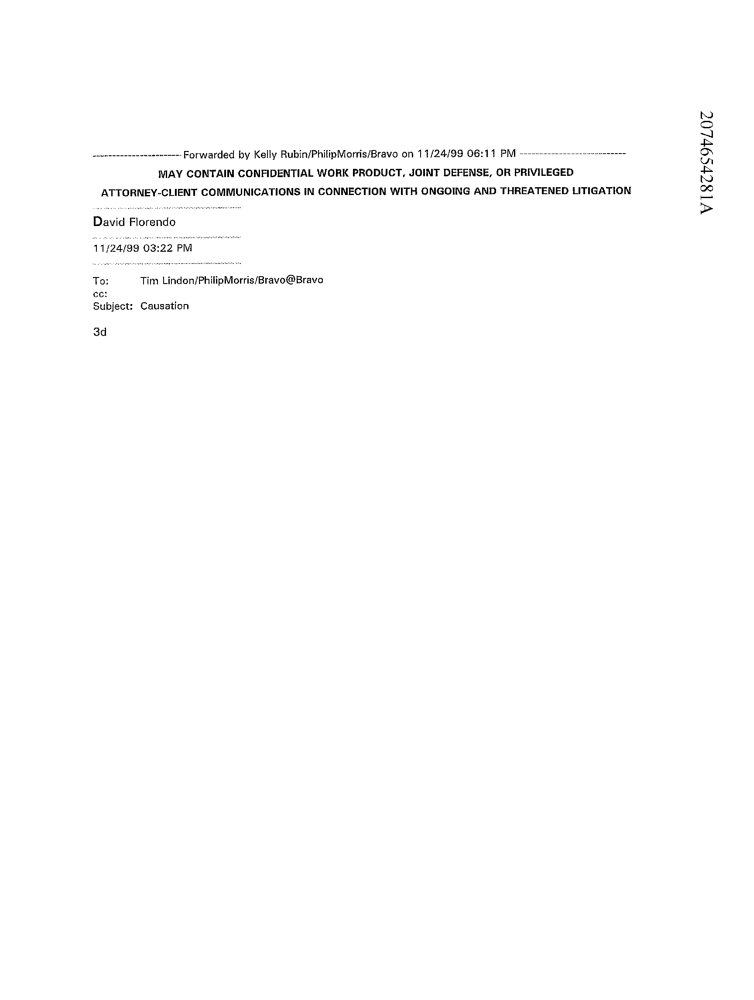 ---------------------- Forwarded by Kelly Rubin/PhilipMorris/Bravo on 11/24/99 06:11 PM ---------------------------
MAY CONTAIN CONFIDENTIAL WORK PRODUCT, JOINT DEFENSE, OR PRIVILEGED
ATTORNEY-CLIENT COMMUNICATIONS IN CONNECTION WITH ONGOING AND THREATENED LITIGATION
David Florendo
11/24/99 03:22 PM
To: Tim Lindon/PhilipMorris/Bravo@Bravo
cc:
Subject: Causation
3d
2074654281A